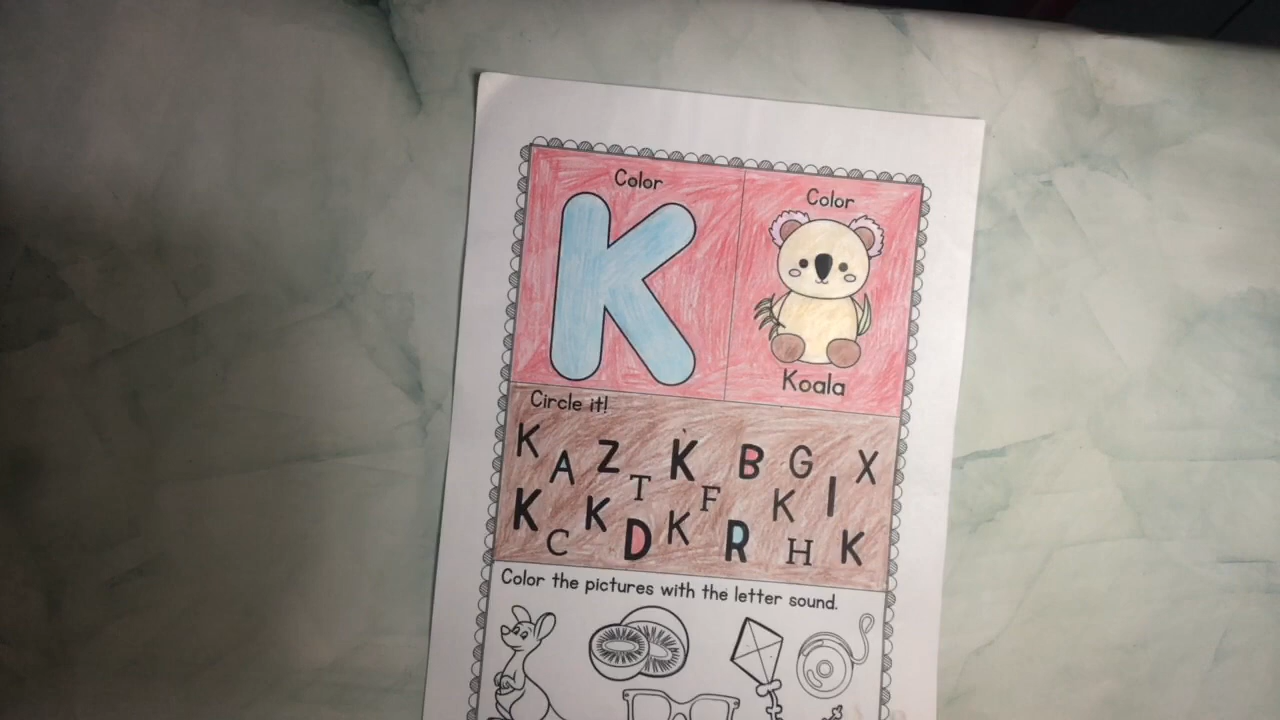 Color
K
Color
Koala
Circle it!
K A Z K B G X
T F K I
K C K D K R H K
Color the pictures with the letter sound.